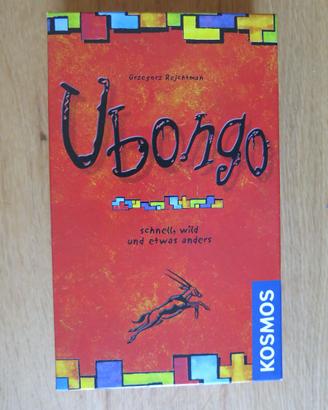 Grzegorz Rejchtman
Ubongo
schnell, wild
und etwas anders
KOSMOS